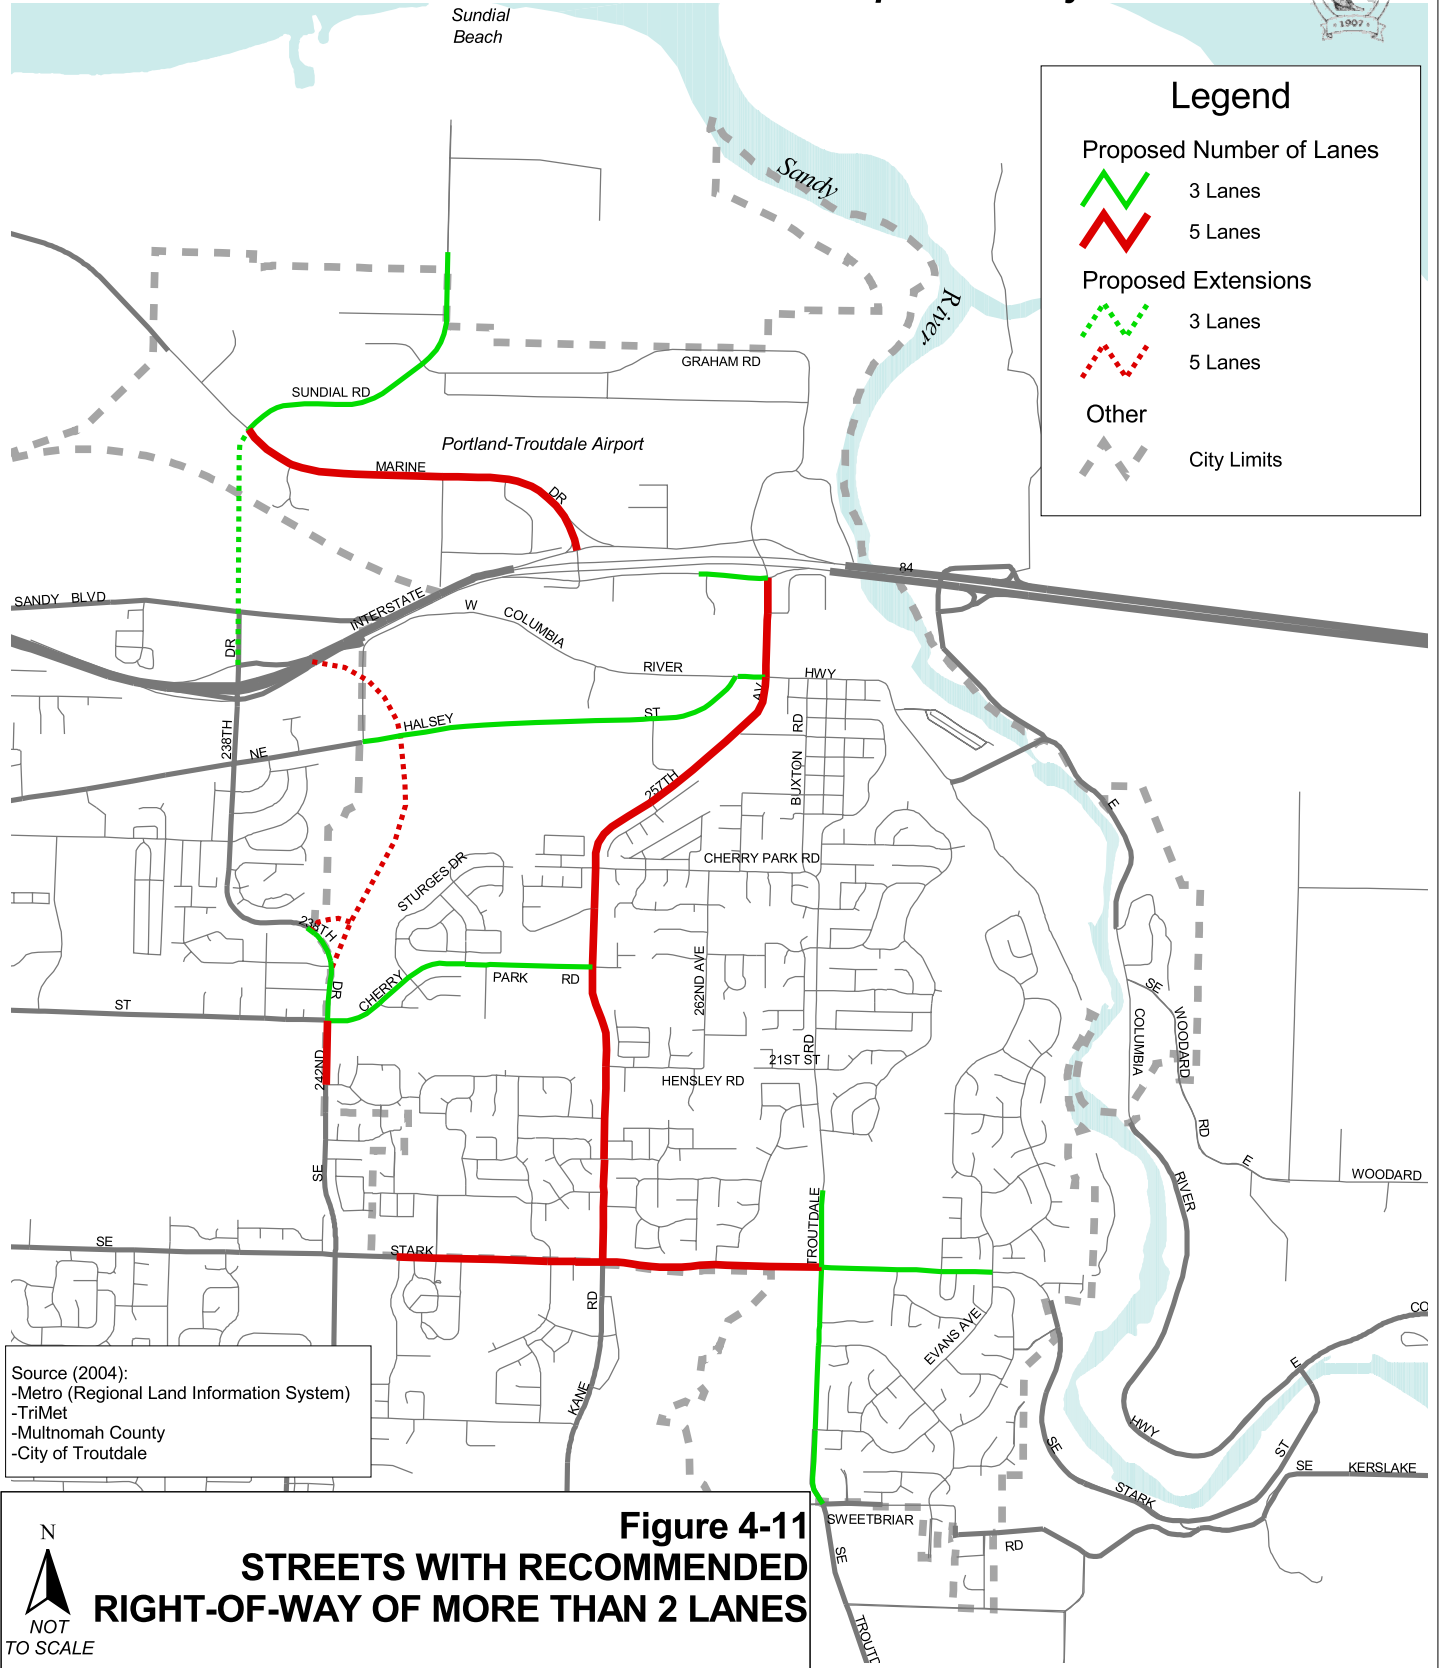 Sundial
Beach
1907
Legend
Proposed Number of Lanes
3 Lanes
5 Lanes
Proposed Extensions
3 Lanes
5 Lanes
Other
City Limits
Sandy
River
GRAHAM RD
SUNDIAL RD
Portland-Troutdale Airport
MARINE
DR
84
SANDY BLVD
INTERSTATE
W
COLUMBIA
RIVER
HWY
DR
238TH
NE
HALSEY
ST
AV
257TH
BUXTON
RD
E
CHERRY PARK RD
STURGES DR
238TH
DR
CHERRY
PARK
RD
262ND AVE
ST
242ND
SE
RD
21ST ST
HENSLEY RD
COLUMBIA
SE
WOODARD
RD
E
WOODARD
RIVER
SE
STARK
TROUTDALE
RD
KANE
EVANS AVE
CO
E
HWY
SE
STARK
ST
SE
KERSLAKE
SWEETBRIAR
RD
SE
TROUTD
Source (2004):
-Metro (Regional Land Information System)
-TriMet
-Multnomah County
-City of Troutdale
N
NOT
TO SCALE
Figure 4-11
STREETS WITH RECOMMENDED
RIGHT-OF-WAY OF MORE THAN 2 LANES